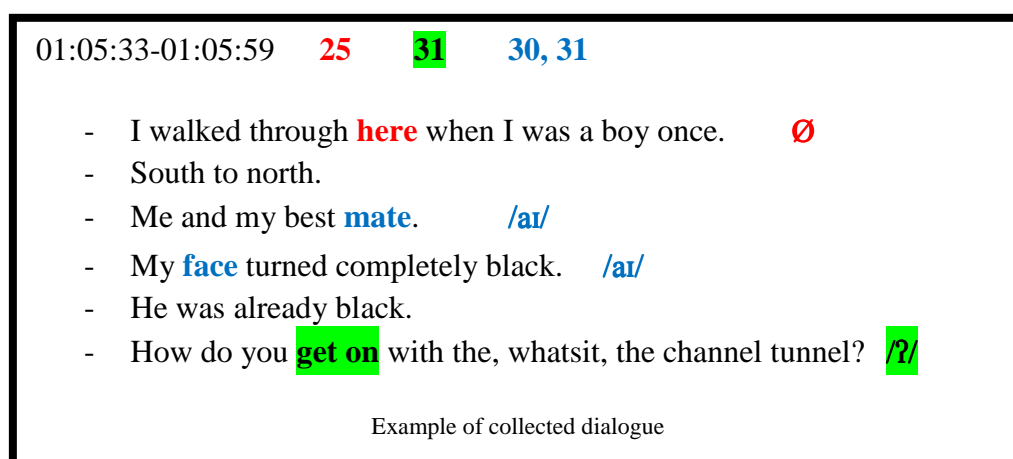 01:05:33-01:05:59 25 31 30, 31
- I walked through here when I was a boy once. Ø
- South to north.
- Me and my best mate. /aɪ/
- My face turned completely black. /aɪ/
- He was already black.
- How do you get on with the, whatsit, the channel tunnel? /ʔ/
Example of collected dialogue